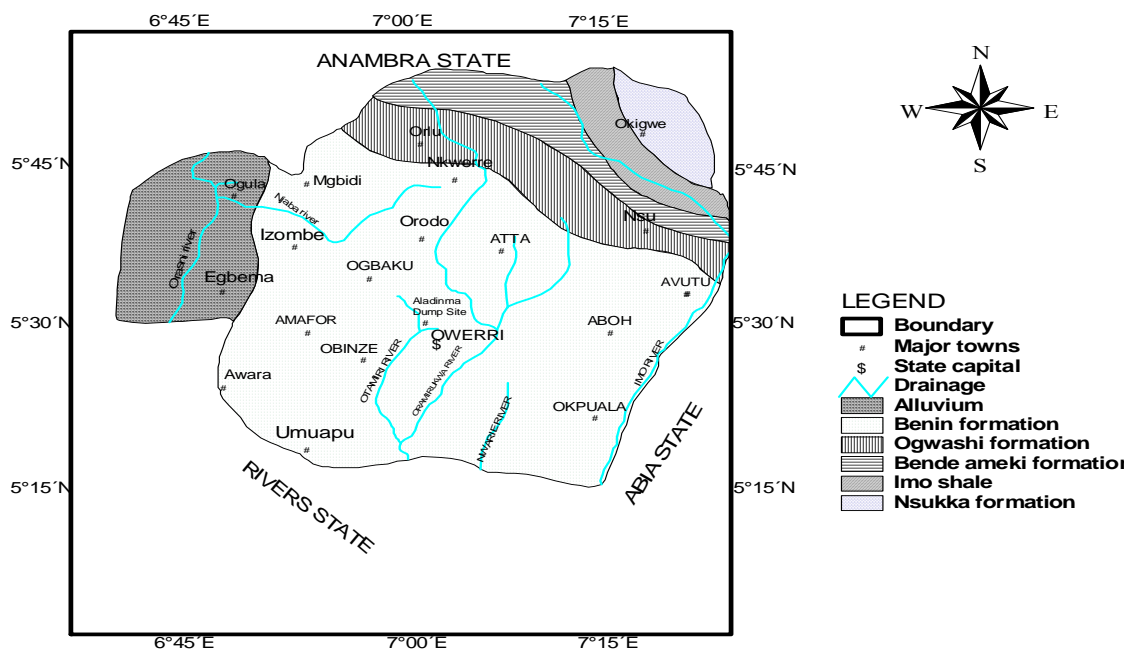 6°45´E 7°00´E 7°15´E
ANAMBRA STATE
N
W E
S
Okigwe
Orlu
5°45´N
Nkwerre
5°45´N
Ogula
Mgbidi
Njaba river
Orodo
Nsu
Izombe
ATTA
Orasni river
OGBAKU
Egbema
AVUTU
Aladinma
Dump Site
5°30´N
AMAFOR
OWERRI
$
ABOH
5°30´N
OBINZE
OTAMIRI RIVER
ORAMIRUKWA RIVER
IMO RIVER
Awara
NWARIE RIVER
OKPUALA
Umuapu
RIVERS STATE
ABIA STATE
5°15´N
5°15´N
6°45´E 7°00´E 7°15´E
LEGEND
Boundary
# Major towns
$ State capital
Drainage
Alluvium
Benin formation
Ogwashi formation
Bende ameki formation
Imo shale
Nsukka formation